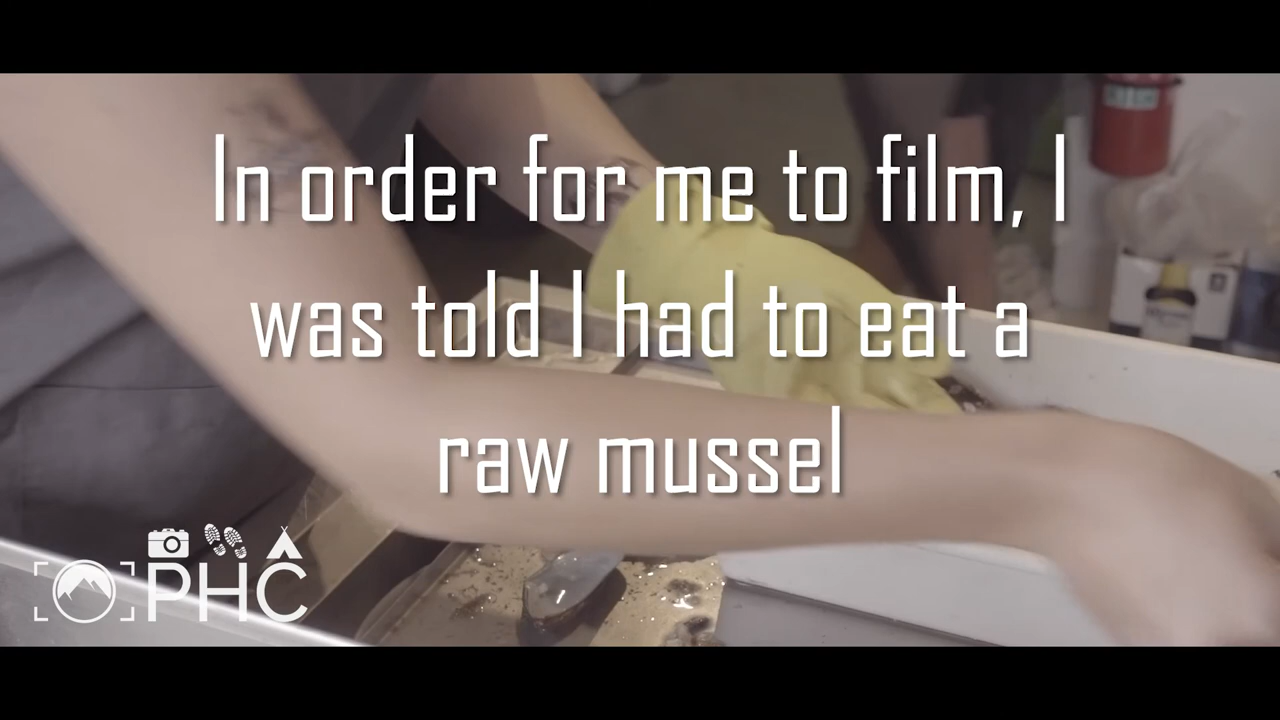 In order for me to film, I
was told I had to eat a
raw mussel
PHC